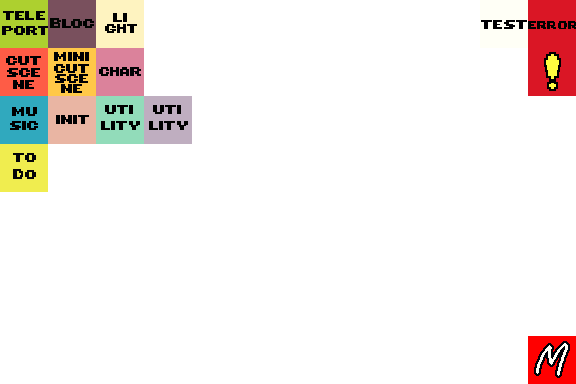 TELE
PORT
BLOC
LI
GHT
TEST
ERROR
CUT
SCE
NE
MINI
CUT
SCE
NE
CHAR
!
MU
SIC
INIT
UTI
LITY
UTI
LITY
TO
DO
M